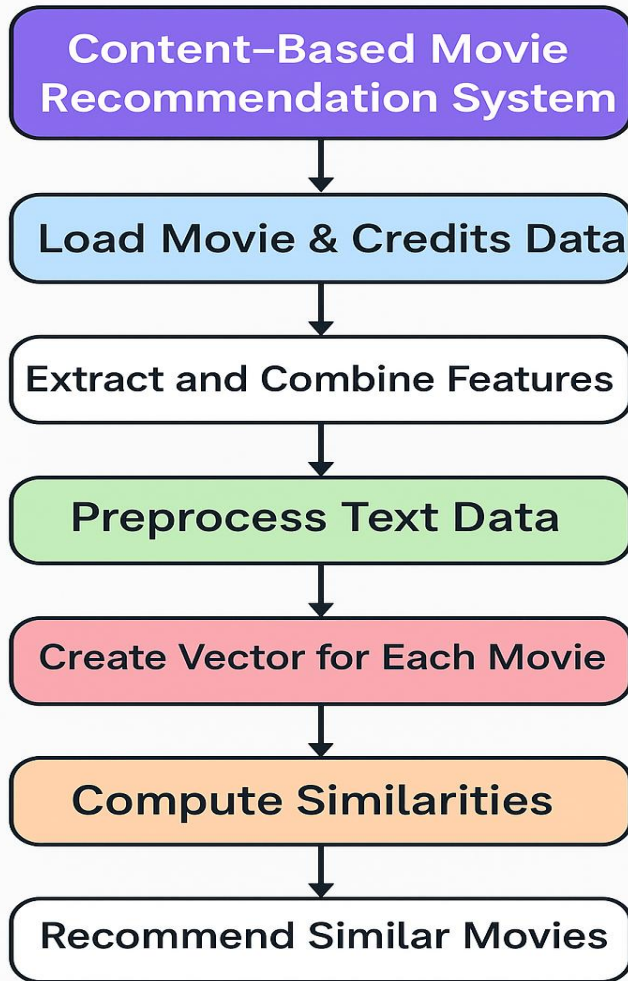 Content–Based Movie
Recommendation System
Load Movie & Credits Data
Extract and Combine Features
Preprocess Text Data
Create Vector for Each Movie
Compute Similarities
Recommend Similar Movies